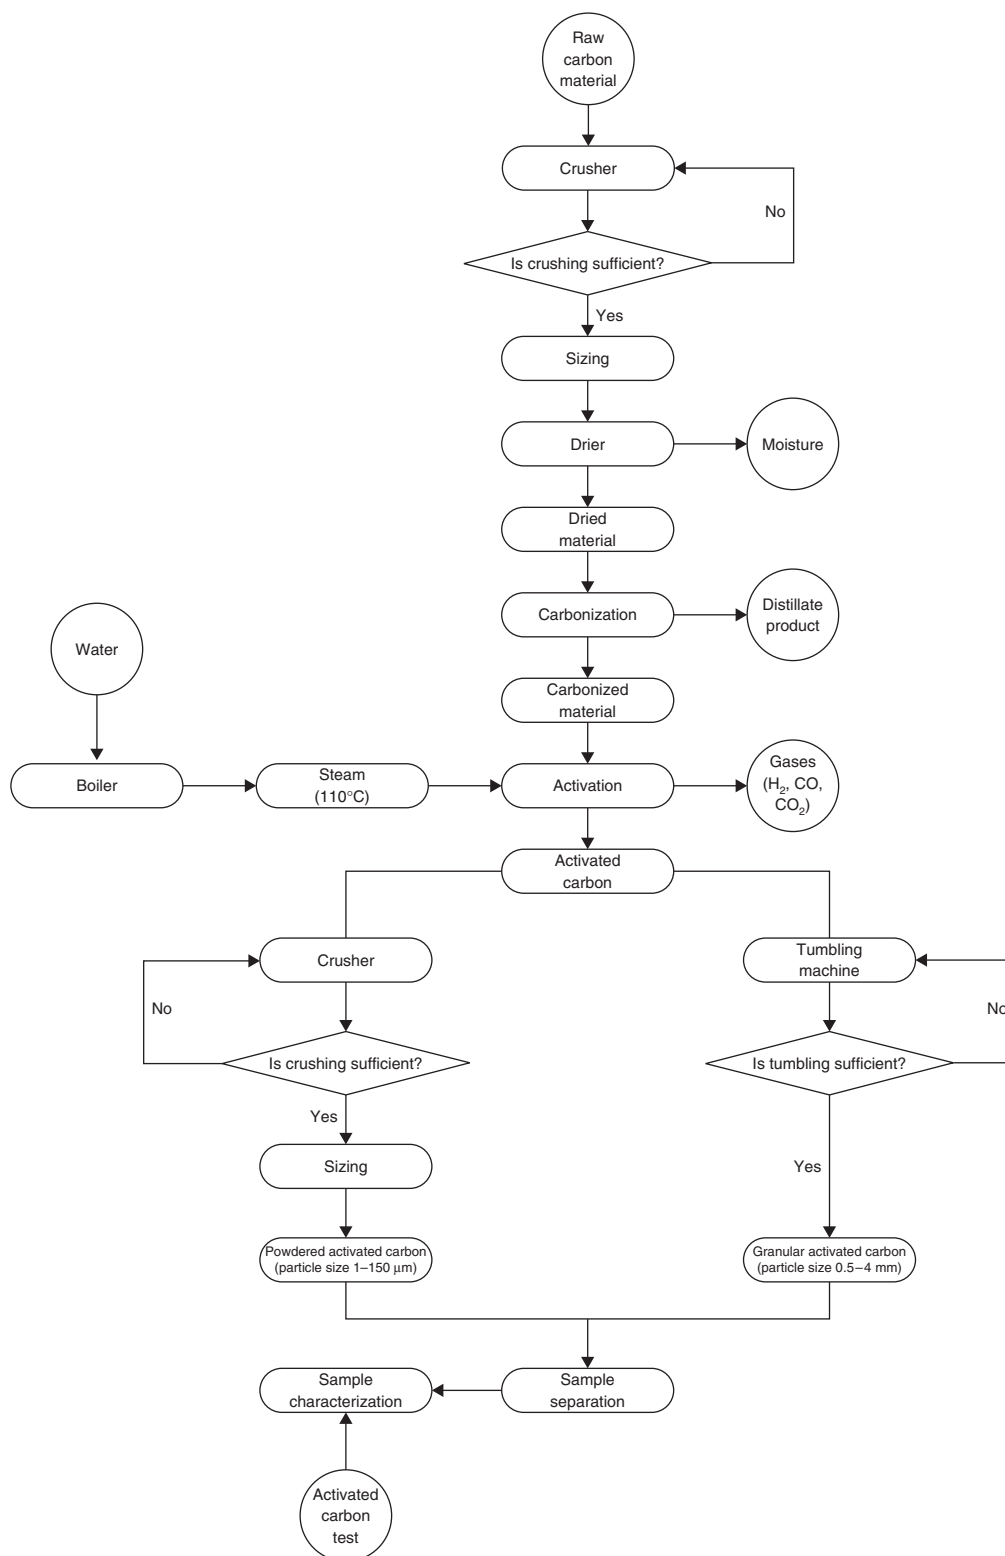 Raw
carbon
material
Crusher
No
Is crushing sufficient?
Yes
Sizing
Drier
Moisture
Dried
material
Carbonization
Distillate
product
Water
Carbonized
material
Boiler
Steam
(110°C)
Activation
Gases
(H₂, CO,
CO₂)
Activated
carbon
Crusher
No
Is crushing sufficient?
Yes
Sizing
Powdered activated carbon
(particle size 1–150 μm)
Tumbling
machine
No
Is tumbling sufficient?
Yes
Granular activated carbon
(particle size 0.5–4 mm)
Sample
separation
Sample
characterization
Activated
carbon
test